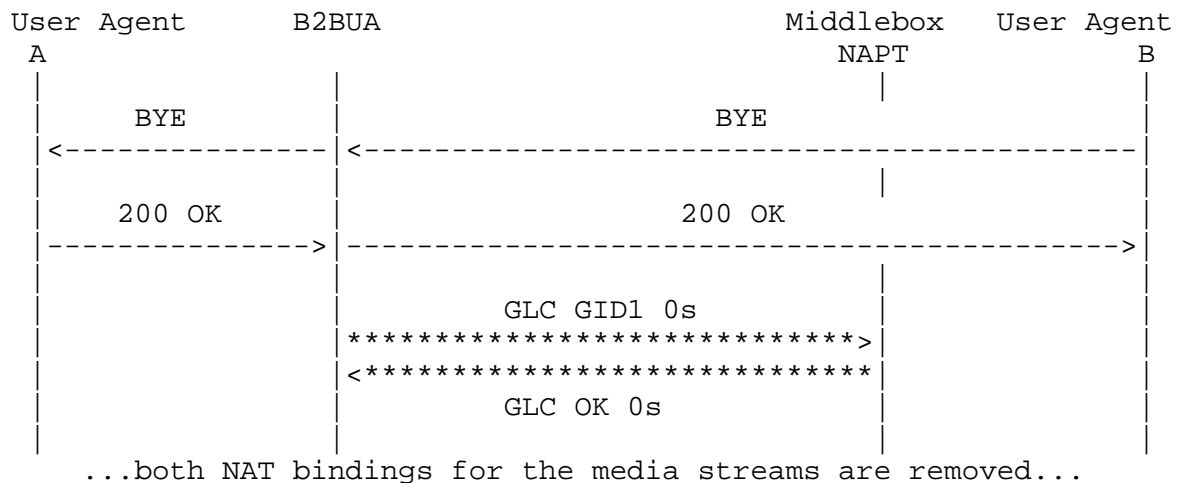 User Agent B2BUA Middlebox User Agent
A NAPT B
BYE BYE
200 OK 200 OK
GLC GID1 0s
GLC OK 0s
...both NAT bindings for the media streams are removed...